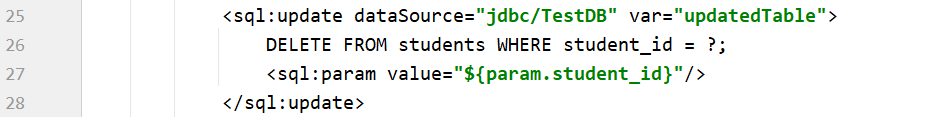 25 <sql:update dataSource="jdbc/TestDB" var="updatedTable">
26 DELETE FROM students WHERE student_id = ?;
27 <sql:param value="${param.student_id}"/>
28 </sql:update>